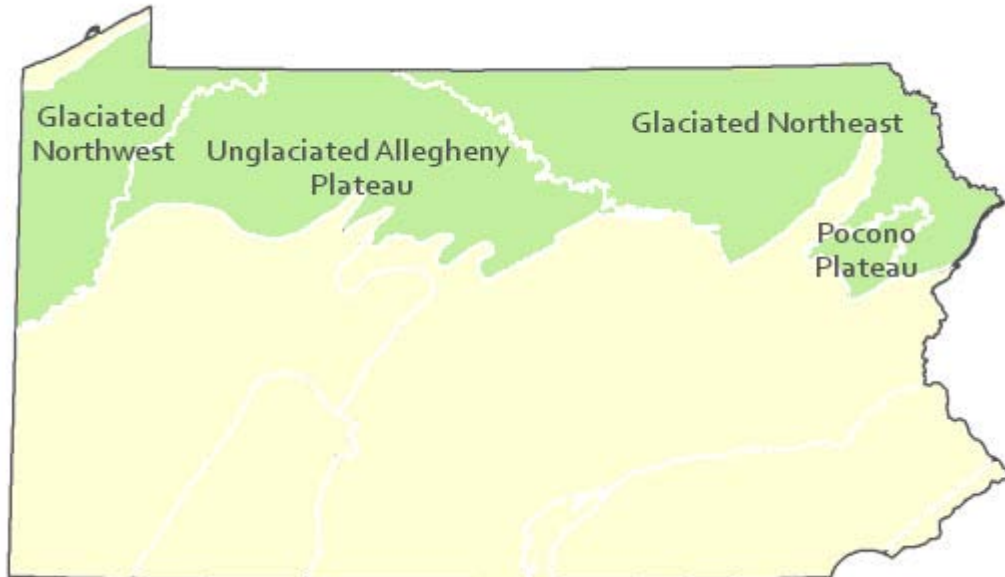 Glaciated
Northwest
Unglaciated Allegheny
Plateau
Glaciated Northeast
Pocono
Plateau